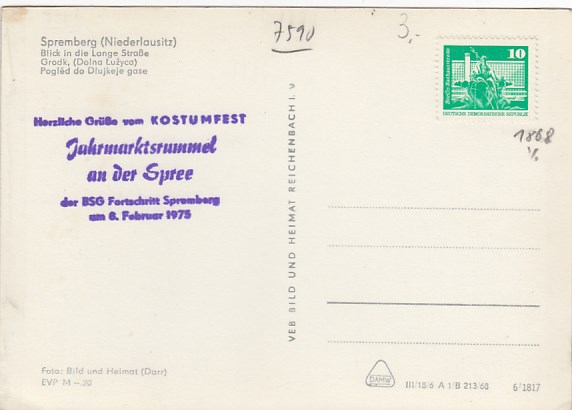 7590
3,-
Spremberg (Niederlausitz)
Blick in die Lange Straße
Grodk, (Dolna Łužyca)
Poglěd do Dlujkeje gase
10
DEUTSCHE DEMOKRATISCHE REPUBLIK
1868
Herzliche Grüße vom KOSTUMFEST
Jahrmarktsrummel
an der Spree
der BSG Fortschritt Spremberg
am 8. Februar 1975
VEB BILD UND HEIMAT REICHENBACH i. V
Foto: Bild und Heimat (Darr)
EVP M –,20
DAMW
III/18/6 A 1/B 213/68
6/1817